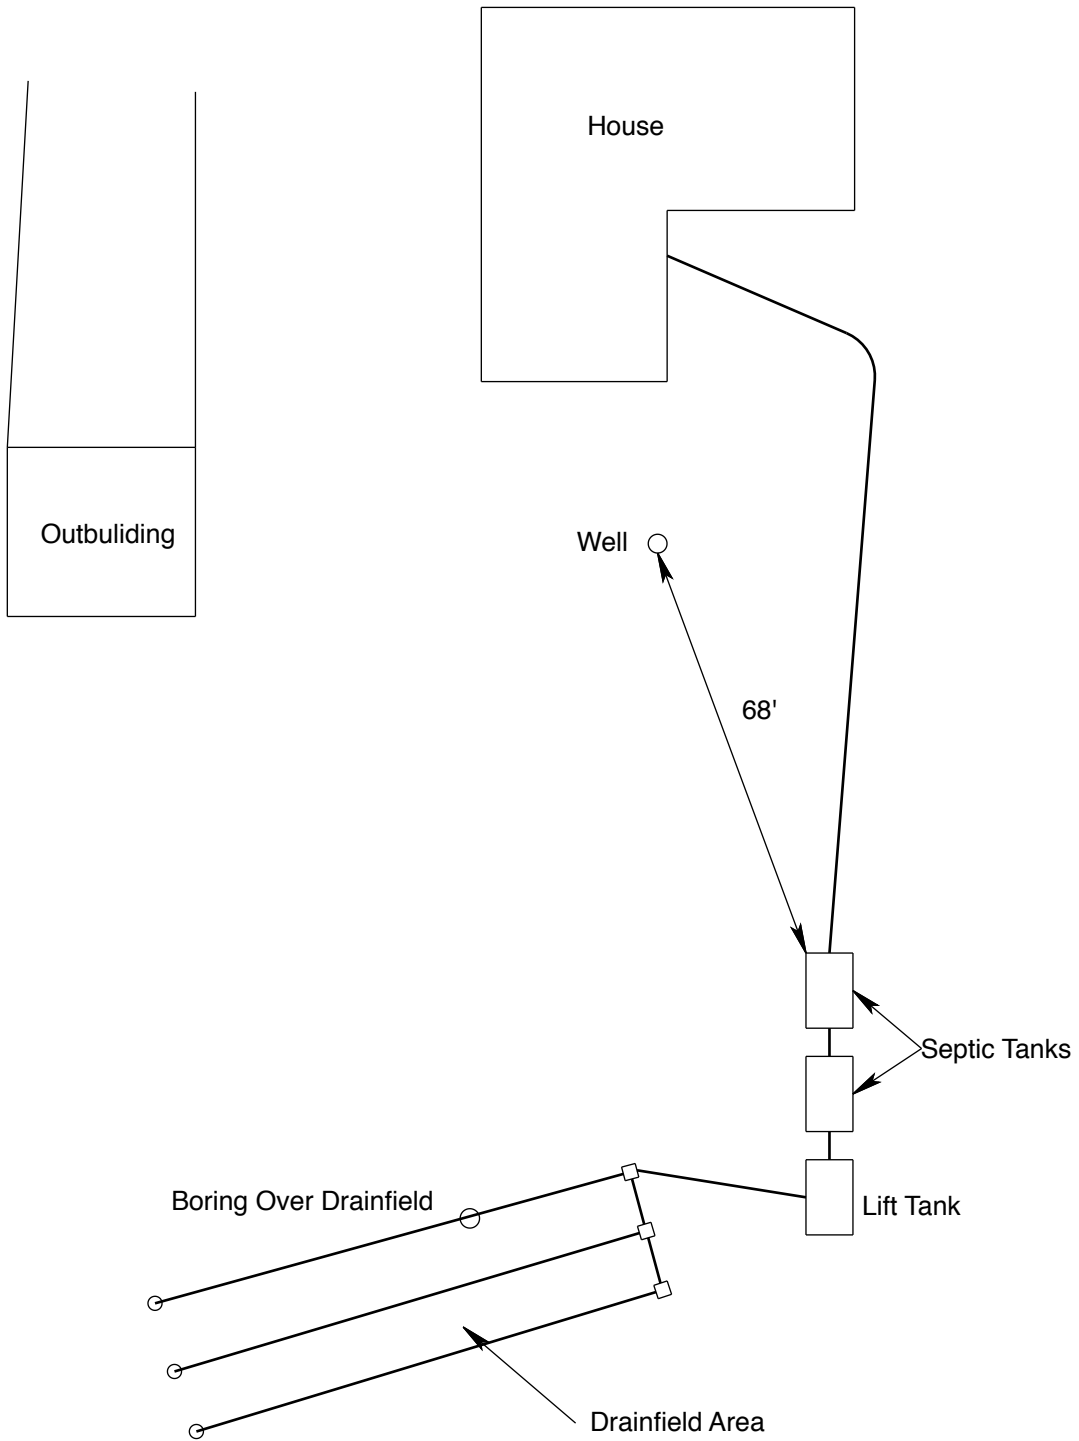 House
Outbuliding
Well
68'
Septic Tanks
Boring Over Drainfield
Lift Tank
Drainfield Area